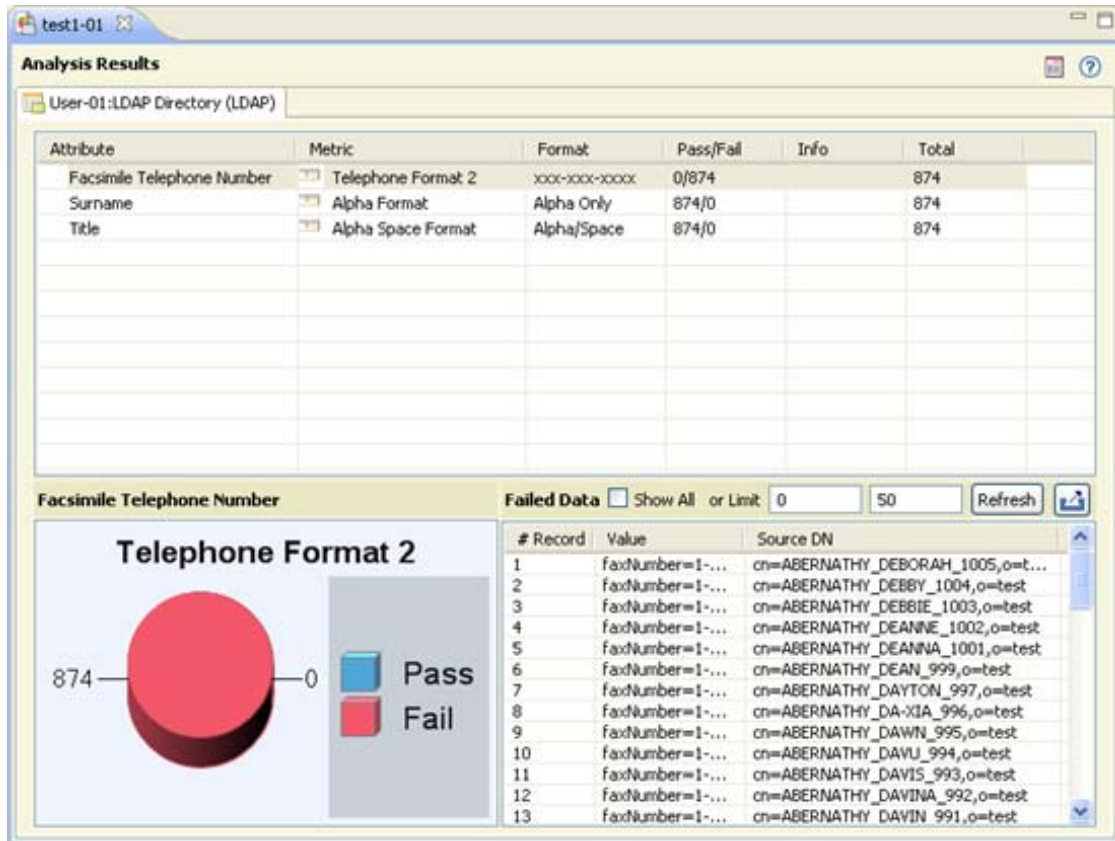 test1-01
Analysis Results
User-01:LDAP Directory (LDAP)
Attribute Metric Format Pass/Fail Info Total
Facsimile Telephone Number Telephone Format 2 xxx-xxx-xxxx 0/874 874
Surname Alpha Format Alpha Only 874/0 874
Title Alpha Space Format Alpha/Space 874/0 874
Facsimile Telephone Number
Failed Data Show All or Limit 0 50 Refresh
Telephone Format 2
874 0
Pass
Fail
# Record Value Source DN
1 faxNumber=1-... cn=ABERNATHY_DEBORAH_1005,o=t...
2 faxNumber=1-... cn=ABERNATHY_DEBBY_1004,o=test
3 faxNumber=1-... cn=ABERNATHY_DEBBIE_1003,o=test
4 faxNumber=1-... cn=ABERNATHY_DEANNE_1002,o=test
5 faxNumber=1-... cn=ABERNATHY_DEANNA_1001,o=test
6 faxNumber=1-... cn=ABERNATHY_DEAN_999,o=test
7 faxNumber=1-... cn=ABERNATHY_DAYTON_997,o=test
8 faxNumber=1-... cn=ABERNATHY_DA-XIA_996,o=test
9 faxNumber=1-... cn=ABERNATHY_DAWN_995,o=test
10 faxNumber=1-... cn=ABERNATHY_DAVU_994,o=test
11 faxNumber=1-... cn=ABERNATHY_DAVIS_993,o=test
12 faxNumber=1-... cn=ABERNATHY_DAVINA_992,o=test
13 faxNumber=1-... cn=ABERNATHY_DAVIN_991,o=test